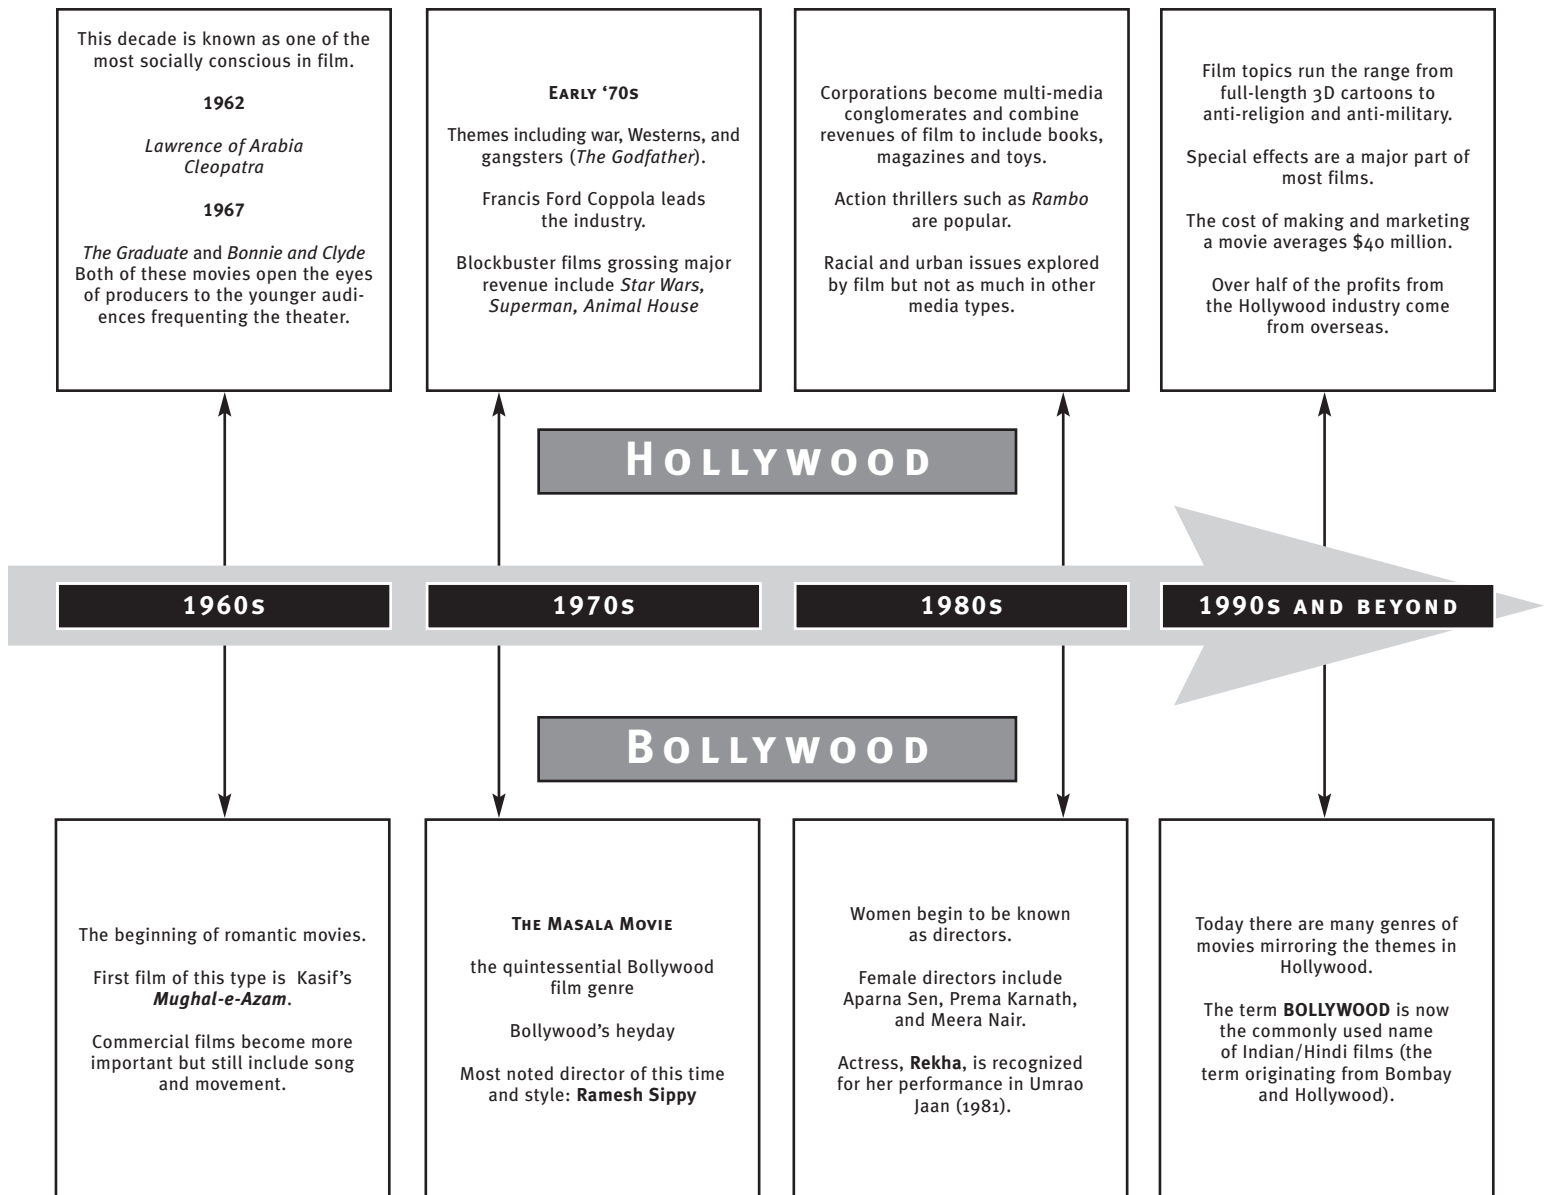 This decade is known as one of the
most socially conscious in film.
1962
Lawrence of Arabia
Cleopatra
1967
The Graduate and Bonnie and Clyde
Both of these movies open the eyes
of producers to the younger audi-
ences frequenting the theater.
EARLY ‘70S
Themes including war, Westerns, and
gangsters (The Godfather).
Francis Ford Coppola leads
the industry.
Blockbuster films grossing major
revenue include Star Wars,
Superman, Animal House
Corporations become multi-media
conglomerates and combine
revenues of film to include books,
magazines and toys.
Action thrillers such as Rambo
are popular.
Racial and urban issues explored
by film but not as much in other
media types.
Film topics run the range from
full-length 3D cartoons to
anti-religion and anti-military.
Special effects are a major part of
most films.
The cost of making and marketing
a movie averages $40 million.
Over half of the profits from
the Hollywood industry come
from overseas.
HOLLYWOOD
1960S
1970S
1980S
1990S AND BEYOND
BOLLYWOOD
The beginning of romantic movies.
First film of this type is Kasif’s
Mughal-e-Azam.
Commercial films become more
important but still include song
and movement.
THE MASALA MOVIE
the quintessential Bollywood
film genre
Bollywood’s heyday
Most noted director of this time
and style: Ramesh Sippy
Women begin to be known
as directors.
Female directors include
Aparna Sen, Prema Karnath,
and Meera Nair.
Actress, Rekha, is recognized
for her performance in Umrao
Jaan (1981).
Today there are many genres of
movies mirroring the themes in
Hollywood.
The term BOLLYWOOD is now
the commonly used name
of Indian/Hindi films (the
term originating from Bombay
and Hollywood).